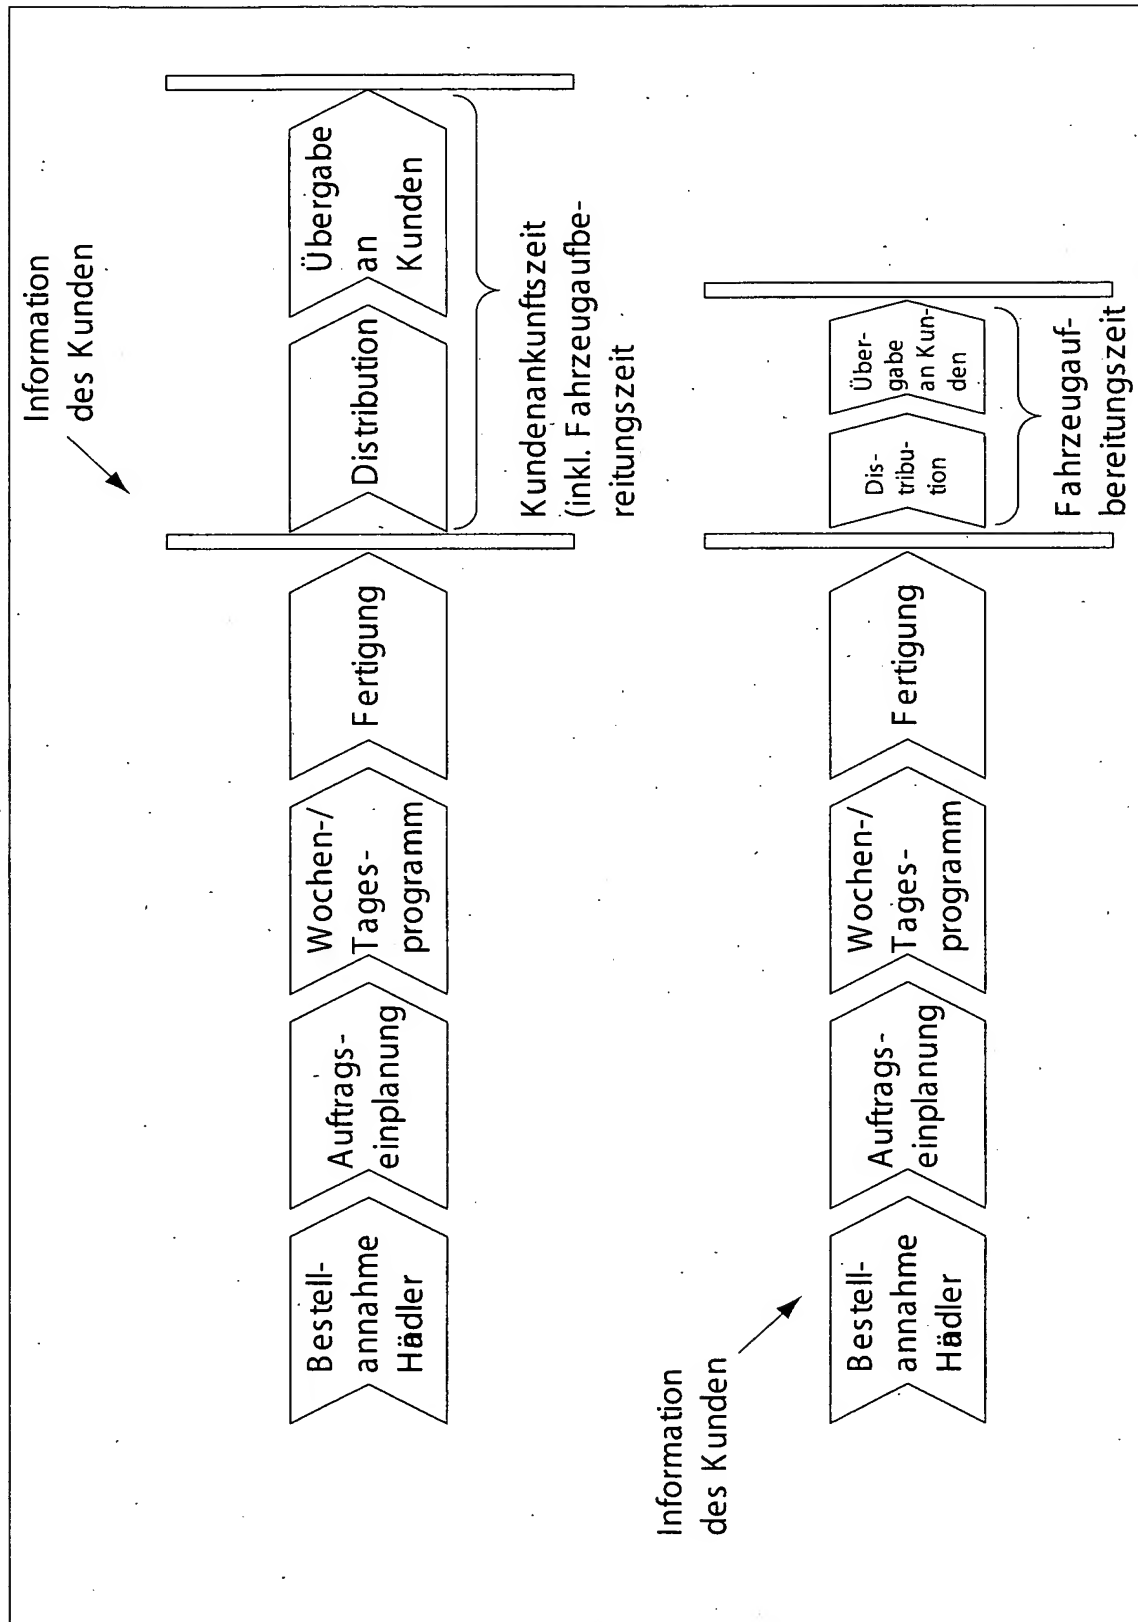 Information
des Kunden
Bestell-
annahme
Hädler
Auftrags-
einplanung
Wochen-/
Tages-
programm
Fertigung
Distribution
Übergabe
an
Kunden
Kundenankunftszeit
(inkl. Fahrzeugaufbe-
reitungszeit
Information
des Kunden
Bestell-
annahme
Hädler
Auftrags-
einplanung
Wochen-/
Tages-
programm
Fertigung
Dis-
tribu-
tion
Über-
gabe
an Kun-
den
Fahrzeugauf-
bereitungszeit